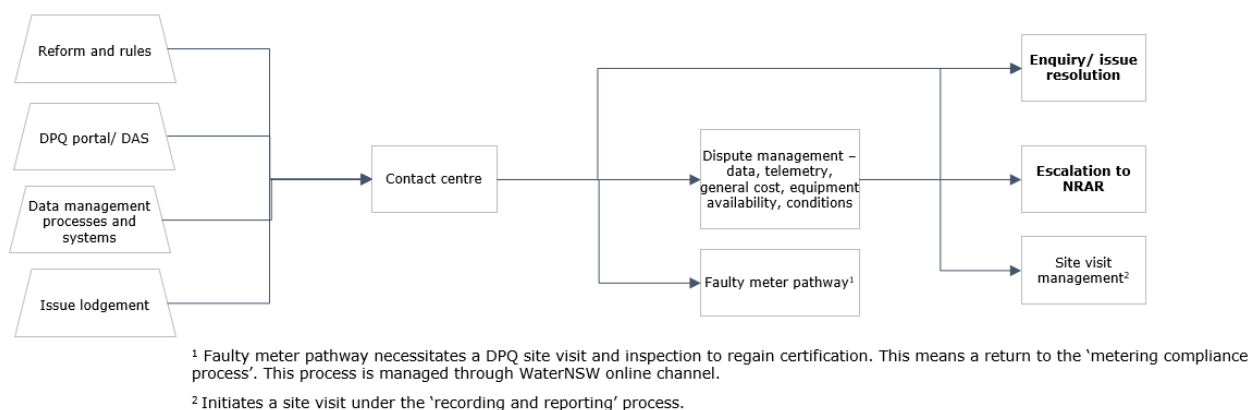 Reform and rules
DPQ portal/ DAS
Data management
processes and
systems
Issue lodgement
Contact centre
Dispute management –
data, telemetry,
general cost, equipment
availability, conditions
Faulty meter pathway¹
Enquiry/ issue
resolution
Escalation to
NRAR
Site visit
management²
¹ Faulty meter pathway necessitates a DPQ site visit and inspection to regain certification. This means a return to the ‘metering compliance
process’. This process is managed through WaterNSW online channel.
² Initiates a site visit under the ‘recording and reporting’ process.